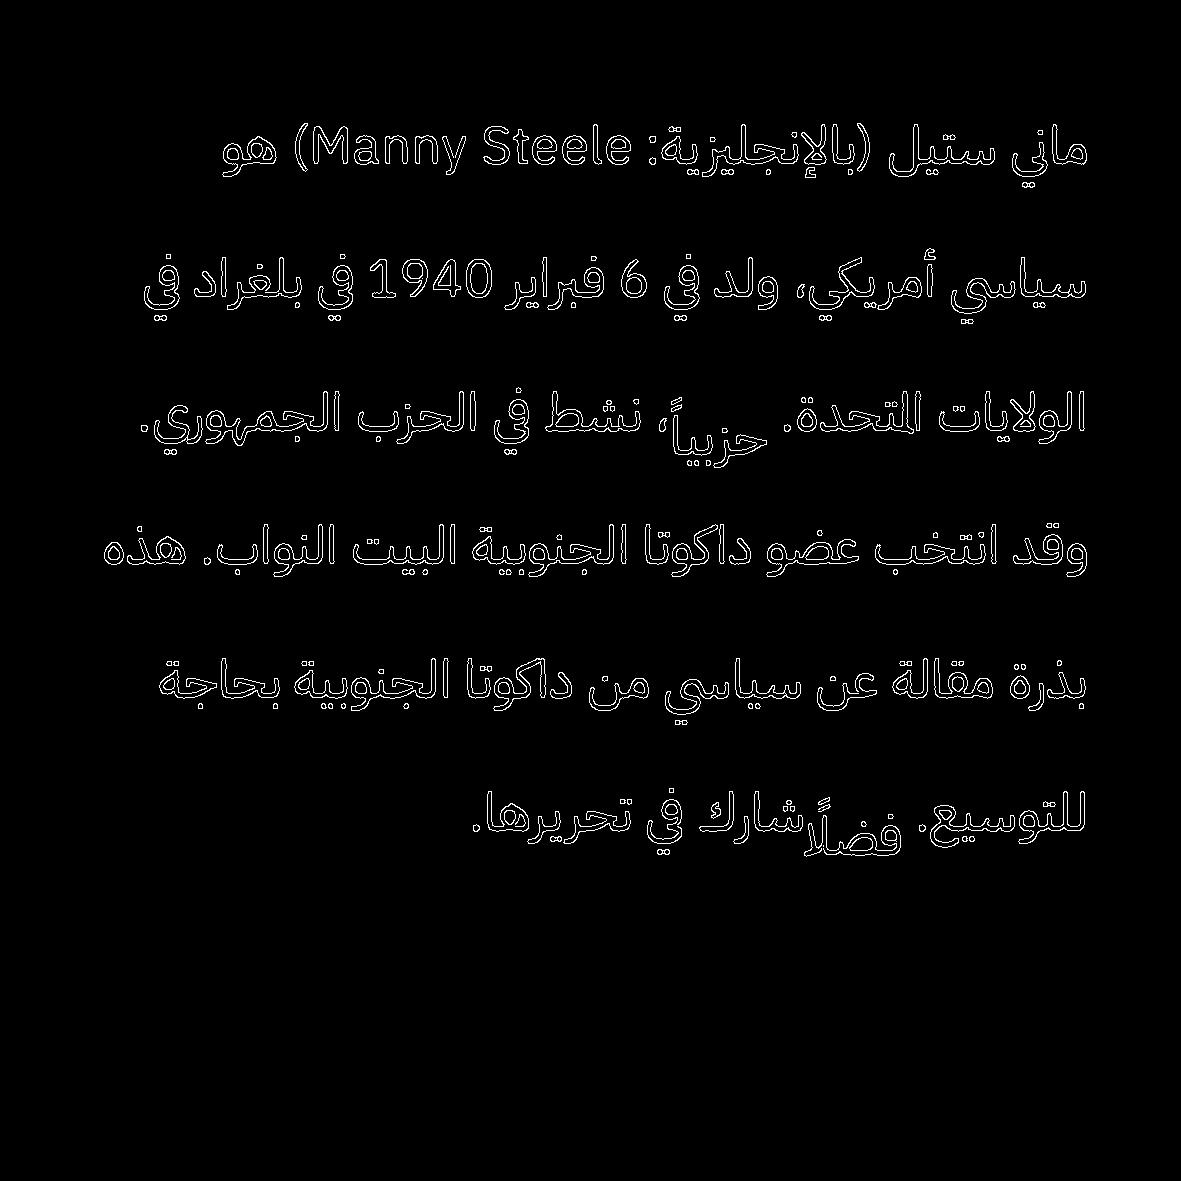 ماني ستيل (بالإنجليزية: Manny Steele) هو
سياسي أمريكي، ولد في 6 فبراير 1940 في بلغراد في
الولايات المتحدة. حزبياً، نشط في الحزب الجمهوري.
وقد انتخب عضو داكوتا الجنوبية البيت النواب. هذه
بذرة مقالة عن سياسي من داكوتا الجنوبية بحاجة
للتوسيع. فضلًا شارك في تحريرها.